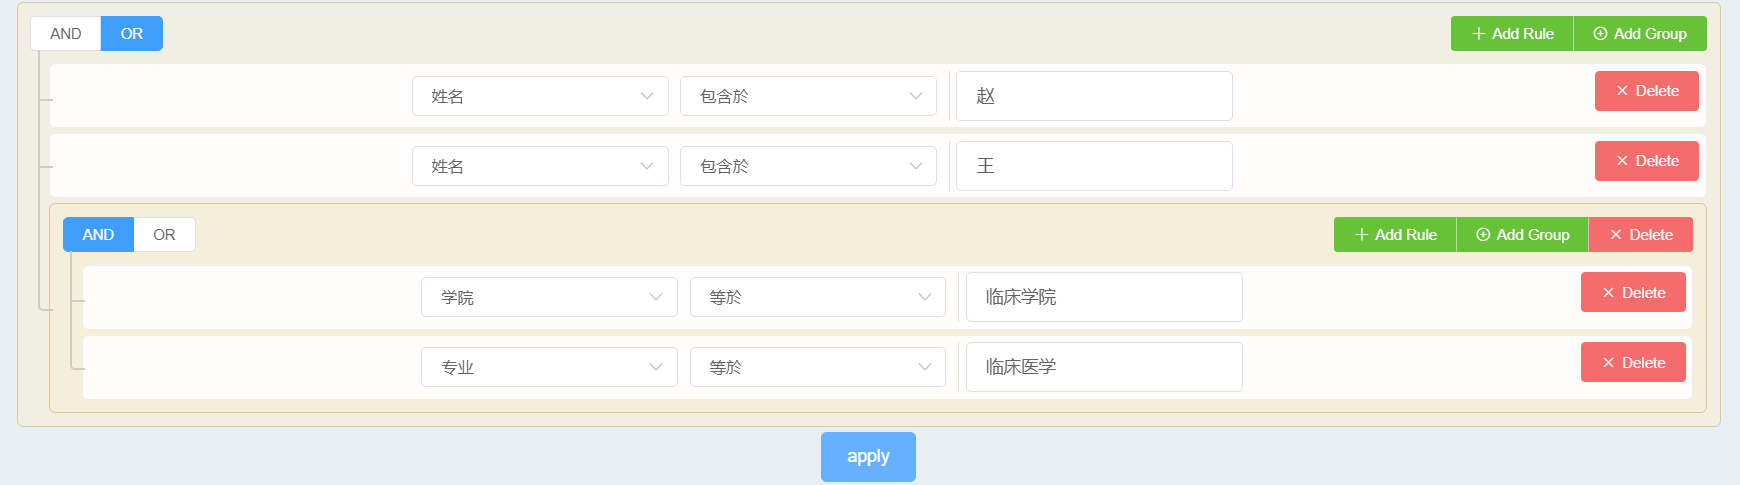 AND OR + Add Rule Add Group
姓名 包含於 赵 × Delete
姓名 包含於 王 × Delete
AND OR + Add Rule Add Group × Delete
学院 等於 临床学院 × Delete
专业 等於 临床医学 × Delete
apply